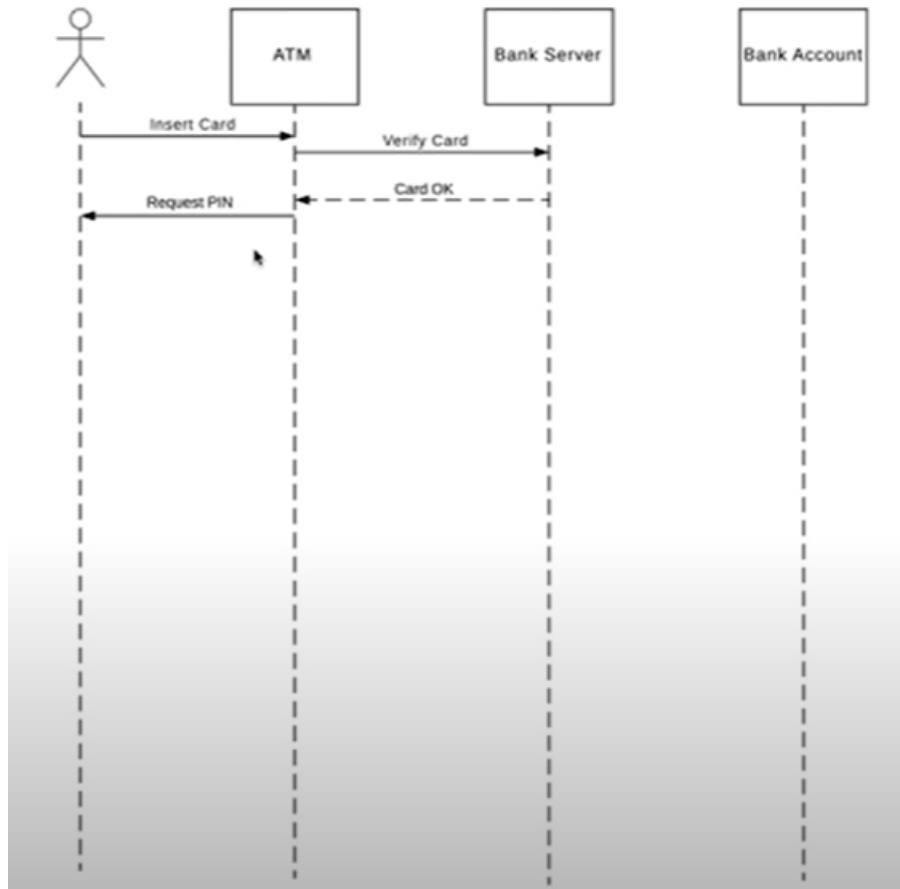 ATM
Bank Server
Bank Account
Insert Card
Verify Card
Card OK
Request PIN